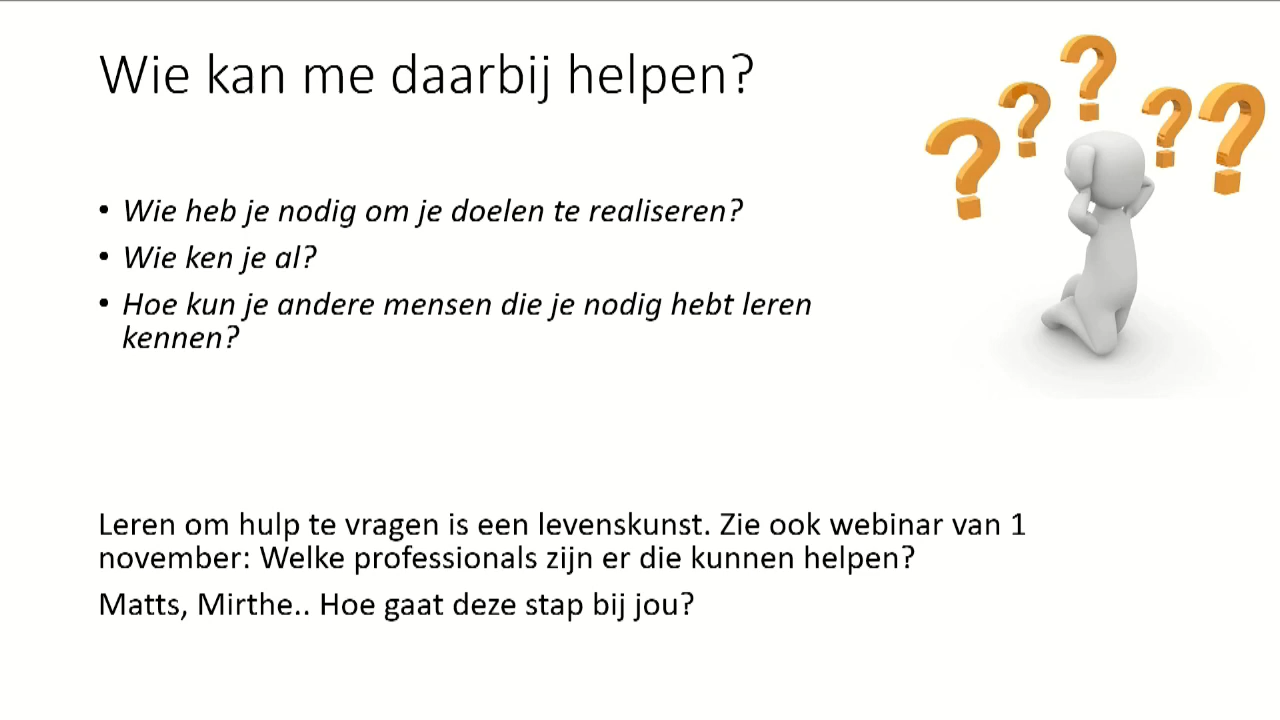 Wie kan me daarbij helpen?
• Wie heb je nodig om je doelen te realiseren?
• Wie ken je al?
• Hoe kun je andere mensen die je nodig hebt leren
kennen?
Leren om hulp te vragen is een levenskunst. Zie ook webinar van 1
november: Welke professionals zijn er die kunnen helpen?
Matts, Mirthe.. Hoe gaat deze stap bij jou?